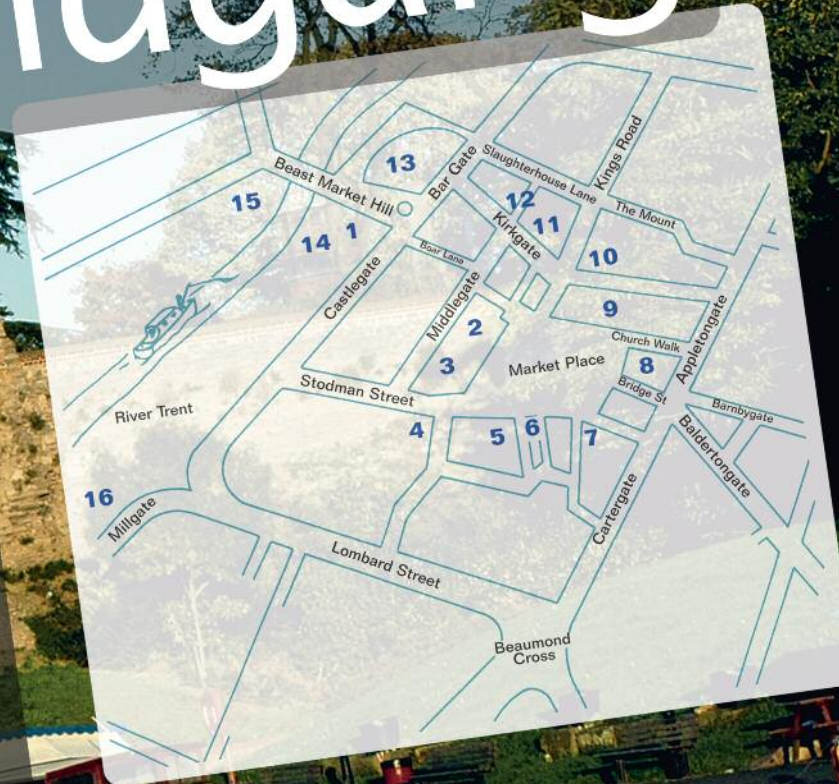 Kings Road
Slaughterhouse Lane
Bar Gate
Beast Market Hill
13
The Mount
15
12
11
Kirkgate
14
1
Boar Lane
10
Castlegate
Middlegate
9
2
Church Walk
Appletongate
3
Market Place
8
Stodman Street
Bridge St
River Trent
Barnbygate
4
5
6
7
Baldertongate
16
Millgate
Cartergate
Lombard Street
Beaumond
Cross